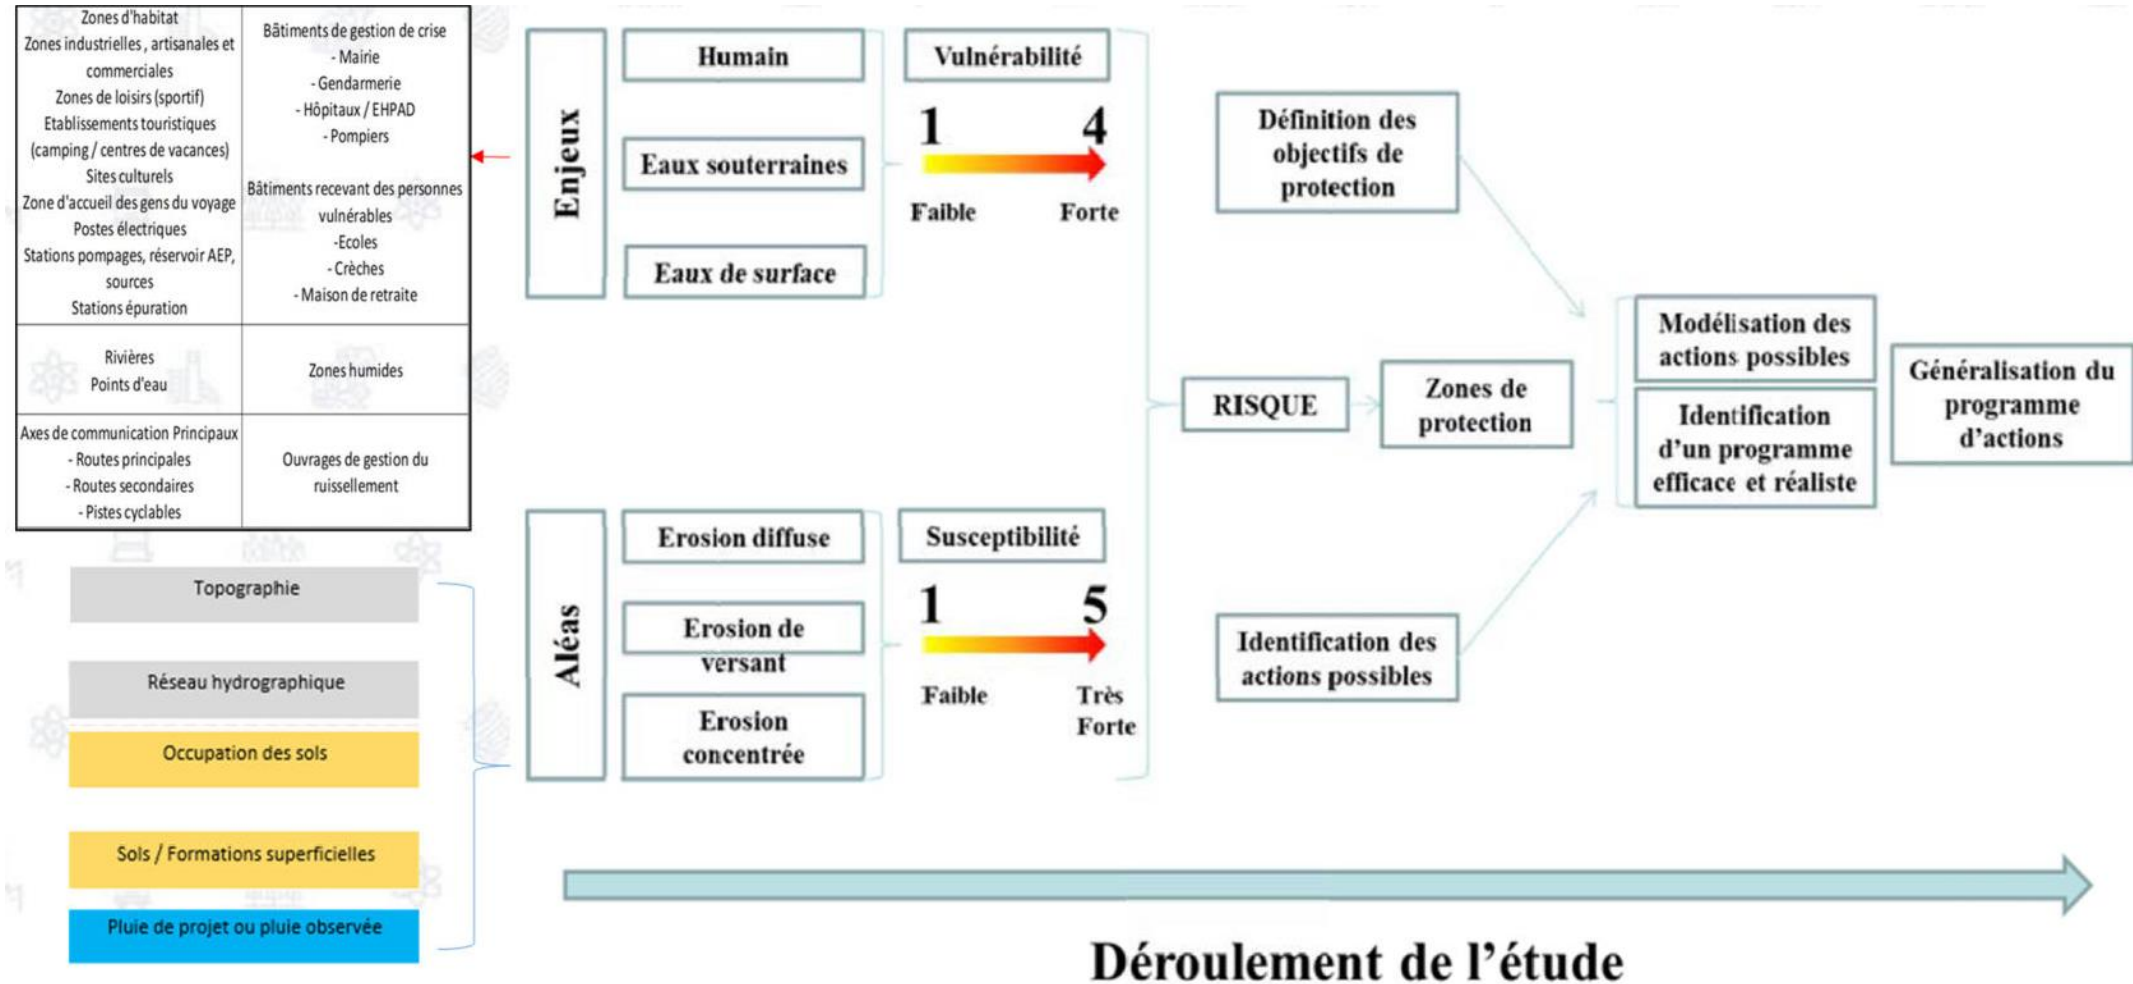 Zones d'habitat
Zones industrielles , artisanales et
commerciales
Zones de loisirs (sportif)
Etablissements touristiques
(camping / centres de vacances)
Sites culturels
Zone d'accueil des gens du voyage
Postes électriques
Stations pompages, réservoir AEP,
sources
Stations épuration
Bâtiments de gestion de crise
- Mairie
- Gendarmerie
- Hôpitaux / EHPAD
- Pompiers
Bâtiments recevant des personnes
vulnérables
-Ecoles
- Crèches
- Maison de retraite
Rivières
Points d'eau
Zones humides
Axes de communication Principaux
- Routes principales
- Routes secondaires
- Pistes cyclables
Ouvrages de gestion du
ruissellement
Topographie
Réseau hydrographique
Occupation des sols
Sols / Formations superficielles
Pluie de projet ou pluie observée
Enjeux
Humain
Eaux souterraines
Eaux de surface
Vulnérabilité
1 4
Faible Forte
Aléas
Erosion diffuse
Erosion de
versant
Erosion
concentrée
Susceptibilité
1 5
Faible Très
Forte
Définition des
objectifs de
protection
RISQUE
Zones de
protection
Identification des
actions possibles
Modélisation des
actions possibles
Identification
d’un programme
efficace et réaliste
Généralisation du
programme
d’actions
Déroulement de l’étude